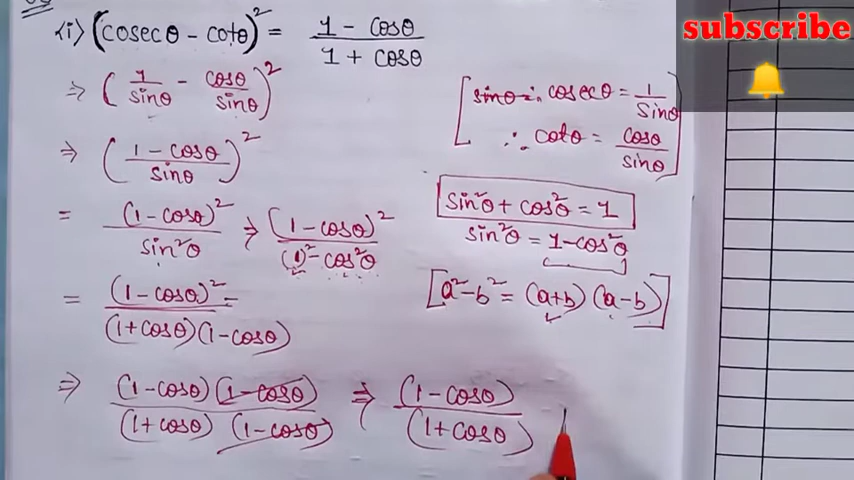 (i) (cosecθ - cotθ)² = (1 - cosθ)/(1 + cosθ)
⇒ (1/sinθ - cosθ/sinθ)²
⇒ ((1 - cosθ)/sinθ)²
= (1 - cosθ)²/sin²θ ⇒ (1 - cosθ)²/((1)² - cos²θ)
= (1 - cosθ)²/((1 + cosθ)(1 - cosθ)) =
⇒ (1 - cosθ)(1 - cosθ)/((1 + cosθ)(1 - cosθ)) ⇒ (1 - cosθ)/(1 + cosθ)
subscribe
[sinθ ∴ cosecθ = 1/Sinθ
∴ cotθ = cosθ/sinθ]
sin²θ + cos²θ = 1
sin²θ = 1 - cos²θ
[a² - b² = (a+b)(a-b)]